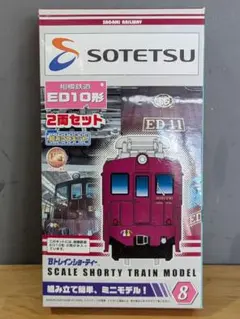 SAGAMI RAILWAY
SOTETSU
相模鉄道
ED10形
2両セット
ED11
Bトレインショーティー
SCALE SHORTY TRAIN MODEL
組み立て簡単、ミニモデル!
8